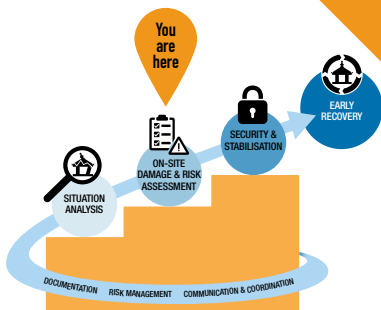 You
are
here
EARLY
RECOVERY
SECURITY &
STABILISATION
ON-SITE
DAMAGE & RISK
ASSESSMENT
SITUATION
ANALYSIS
DOCUMENTATION RISK MANAGEMENT COMMUNICATION & COORDINATION